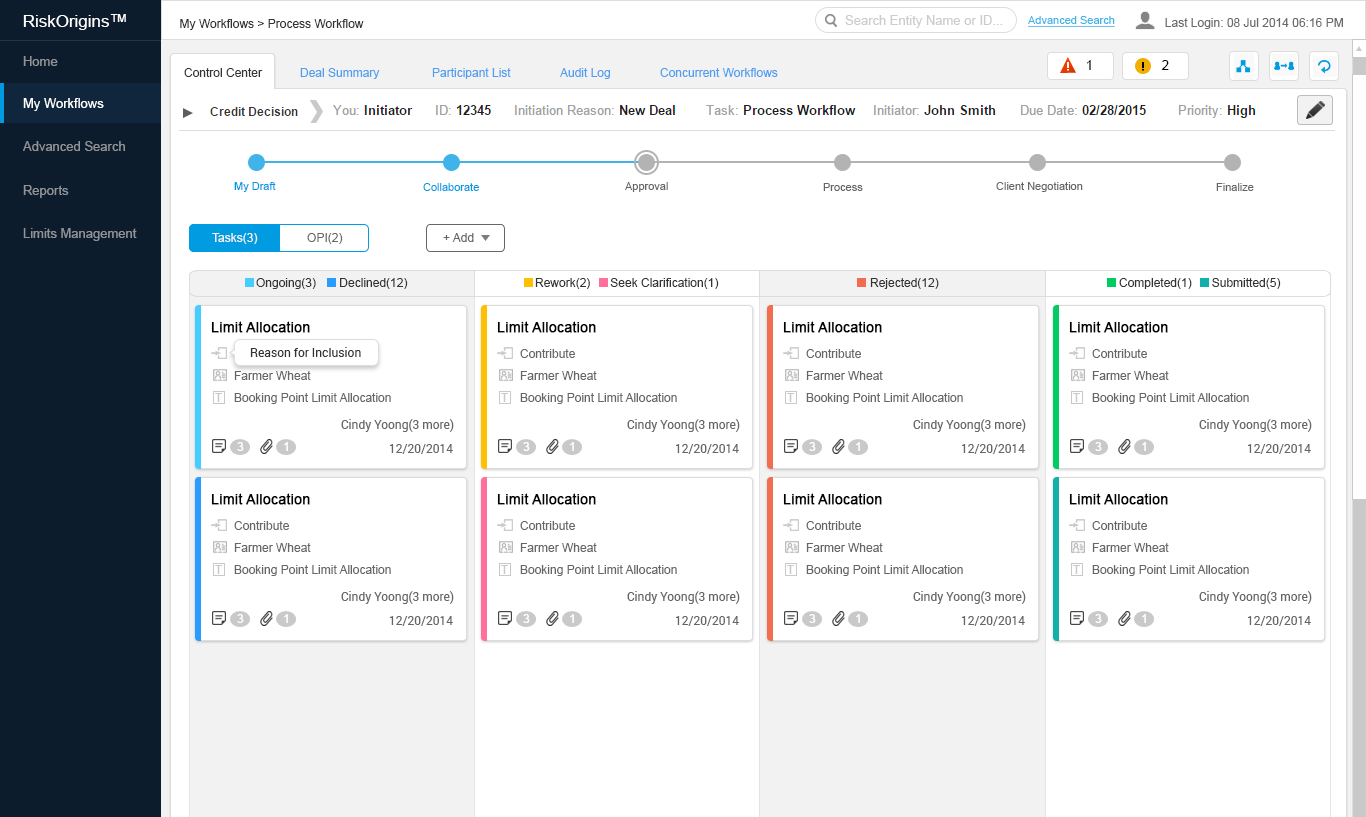 RiskOrigins™
My Workflows > Process Workflow
Search Entity Name or ID...
Advanced Search
Last Login: 08 Jul 2014 06:16 PM
Home
My Workflows
Advanced Search
Reports
Limits Management
Control Center
Deal Summary
Participant List
Audit Log
Concurrent Workflows
1
2
Credit Decision
You: Initiator
ID: 12345
Initiation Reason: New Deal
Task: Process Workflow
Initiator: John Smith
Due Date: 02/28/2015
Priority: High
My Draft
Collaborate
Approval
Process
Client Negotiation
Finalize
Tasks(3)
OPI(2)
+ Add
Ongoing(3) Declined(12)
Rework(2) Seek Clarification(1)
Rejected(12)
Completed(1) Submitted(5)
Limit Allocation
Reason for Inclusion
Farmer Wheat
T Booking Point Limit Allocation
Cindy Yoong(3 more)
3 1 12/20/2014
Limit Allocation
Contribute
Farmer Wheat
T Booking Point Limit Allocation
Cindy Yoong(3 more)
3 1 12/20/2014
Limit Allocation
Contribute
Farmer Wheat
T Booking Point Limit Allocation
Cindy Yoong(3 more)
3 1 12/20/2014
Limit Allocation
Contribute
Farmer Wheat
T Booking Point Limit Allocation
Cindy Yoong(3 more)
3 1 12/20/2014
Limit Allocation
Contribute
Farmer Wheat
T Booking Point Limit Allocation
Cindy Yoong(3 more)
3 1 12/20/2014
Limit Allocation
Contribute
Farmer Wheat
T Booking Point Limit Allocation
Cindy Yoong(3 more)
3 1 12/20/2014
Limit Allocation
Contribute
Farmer Wheat
T Booking Point Limit Allocation
Cindy Yoong(3 more)
3 1 12/20/2014
Limit Allocation
Contribute
Farmer Wheat
T Booking Point Limit Allocation
Cindy Yoong(3 more)
3 1 12/20/2014